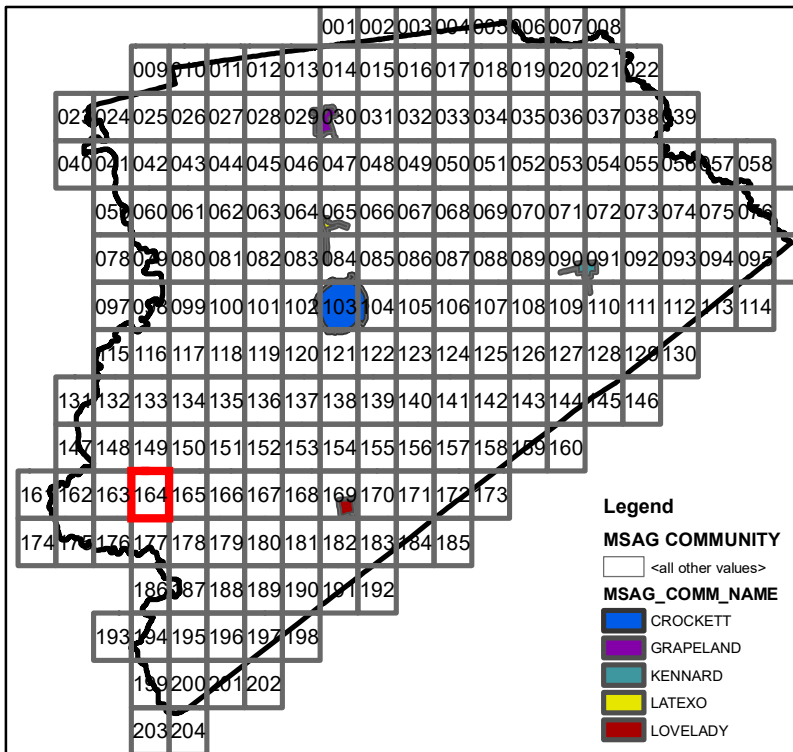 001 002 003 004 005 006 007 008
009 010 011 012 013 014 015 016 017 018 019 020 021 022
023 024 025 026 027 028 029 030 031 032 033 034 035 036 037 038 039
040 041 042 043 044 045 046 047 048 049 050 051 052 053 054 055 056 057 058
059 060 061 062 063 064 065 066 067 068 069 070 071 072 073 074 075 076
078 079 080 081 082 083 084 085 086 087 088 089 090 091 092 093 094 095
097 098 099 100 101 102 103 104 105 106 107 108 109 110 111 112 113 114
115 116 117 118 119 120 121 122 123 124 125 126 127 128 129 130
131 132 133 134 135 136 137 138 139 140 141 142 143 144 145 146
147 148 149 150 151 152 153 154 155 156 157 158 159 160
161 162 163 164 165 166 167 168 169 170 171 172 173
174 175 176 177 178 179 180 181 182 183 184 185
186 187 188 189 190 191 192
193 194 195 196 197 198
199 200 201 202
203 204
Legend
MSAG COMMUNITY
<all other values>
MSAG_COMM_NAME
CROCKETT
GRAPELAND
KENNARD
LATEXO
LOVELADY